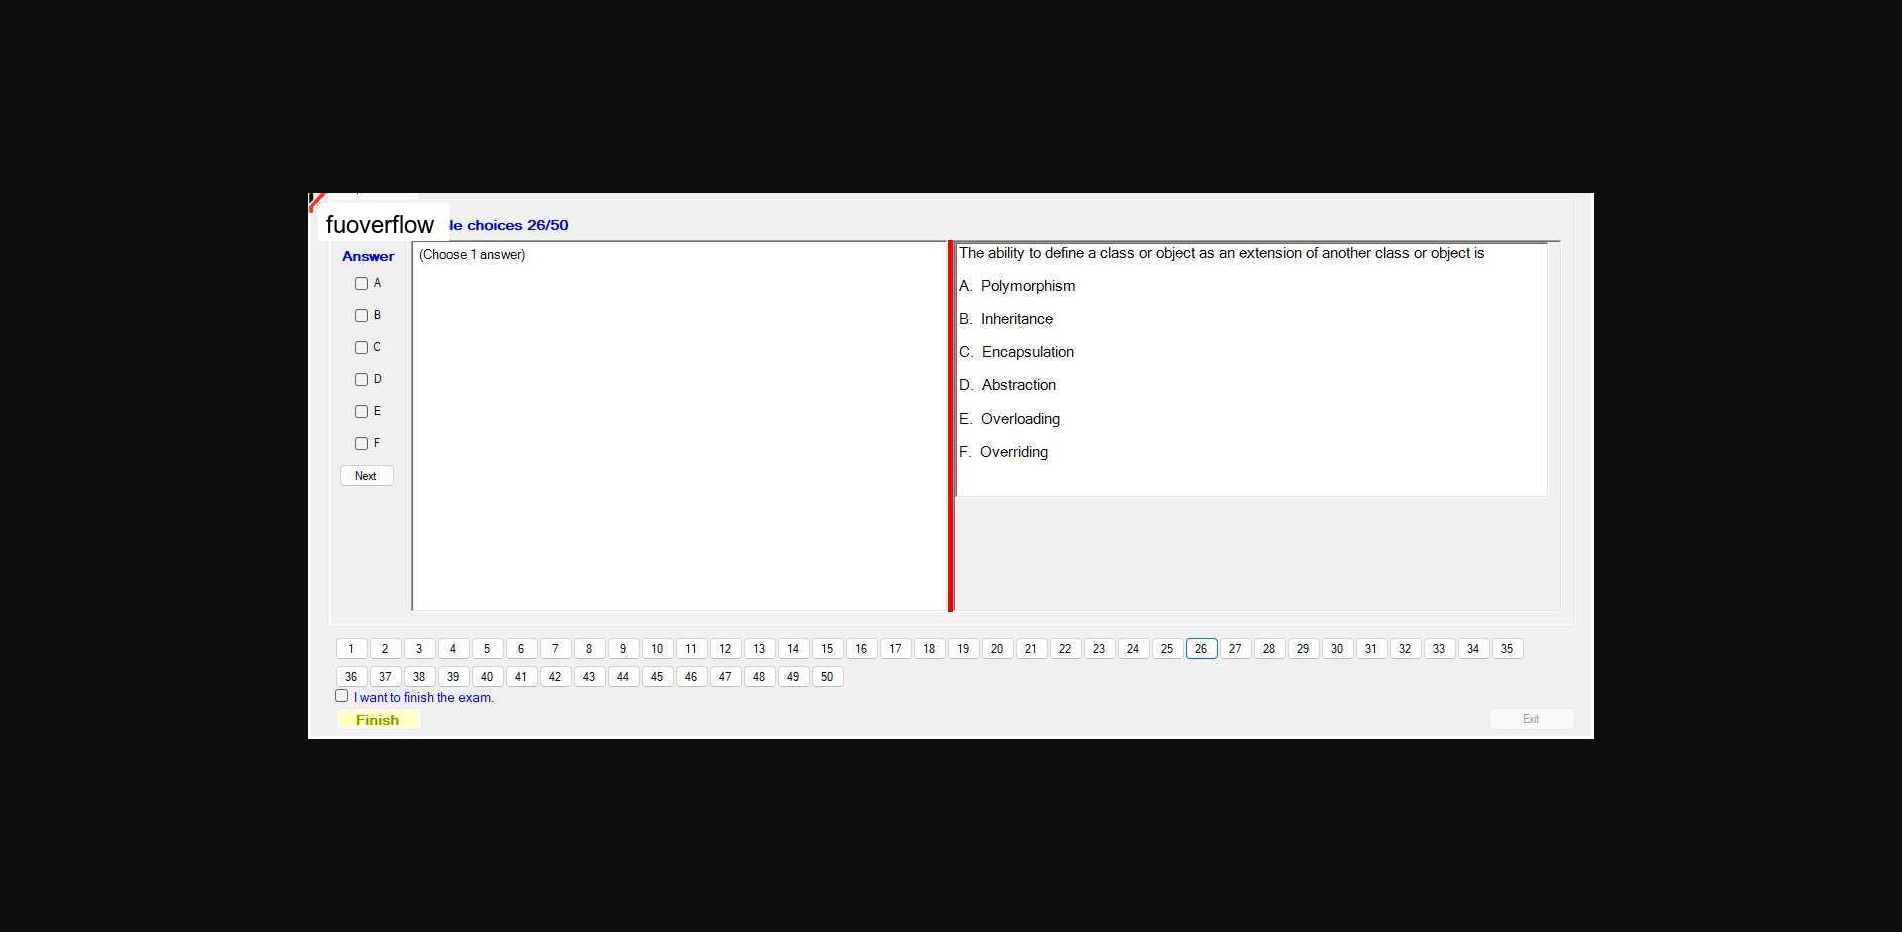 fuoverflow le choices 26/50
Answer
(Choose 1 answer)
A
B
C
D
E
F
Next
The ability to define a class or object as an extension of another class or object is
A. Polymorphism
B. Inheritance
C. Encapsulation
D. Abstraction
E. Overloading
F. Overriding
1 2 3 4 5 6 7 8 9 10 11 12 13 14 15 16 17 18 19 20 21 22 23 24 25 26 27 28 29 30 31 32 33 34 35
36 37 38 39 40 41 42 43 44 45 46 47 48 49 50
I want to finish the exam.
Finish
Exit